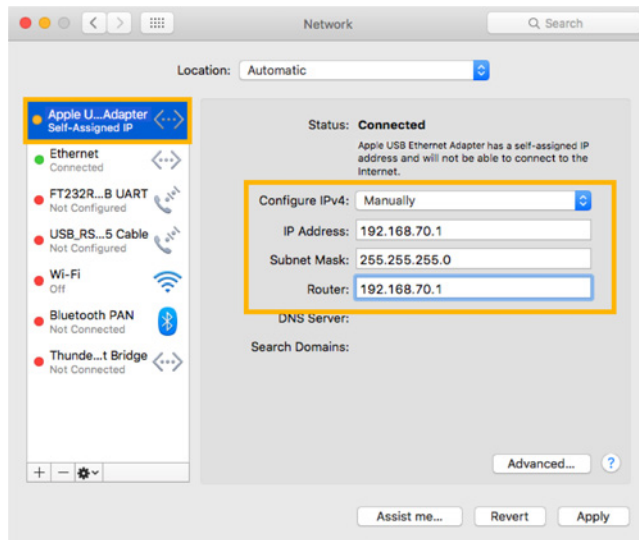 Network
Search
Location: Automatic
Apple U...Adapter
Self-Assigned IP
Ethernet
Connected
FT232R...B UART
Not Configured
USB_RS...5 Cable
Not Configured
Wi-Fi
Off
Bluetooth PAN
Not Connected
Thunde...t Bridge
Not Connected
Status: Connected
Apple USB Ethernet Adapter has a self-assigned IP
address and will not be able to connect to the
Internet.
Configure IPv4: Manually
IP Address: 192.168.70.1
Subnet Mask: 255.255.255.0
Router: 192.168.70.1
DNS Server:
Search Domains:
Advanced... ?
Assist me... Revert Apply